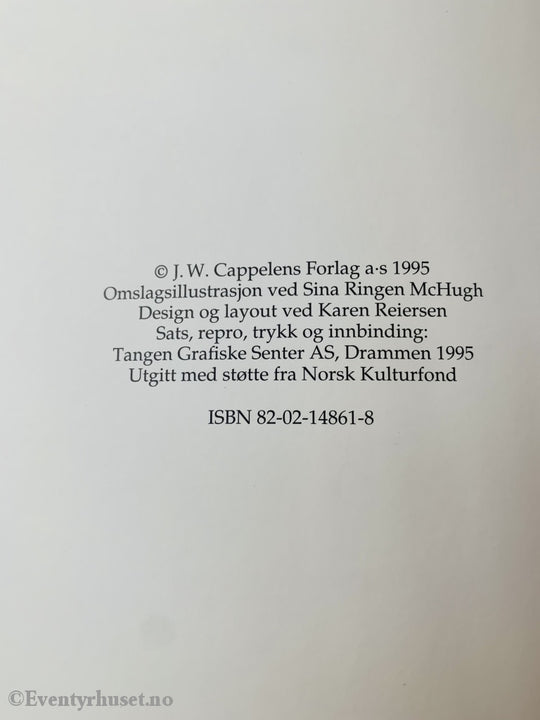 © J. W. Cappelens Forlag a·s 1995
Omslagsillustrasjon ved Sina Ringen McHugh
Design og layout ved Karen Reiersen
Sats, repro, trykk og innbinding:
Tangen Grafiske Senter AS, Drammen 1995
Utgitt med støtte fra Norsk Kulturfond
ISBN 82-02-14861-8
©Eventyrhuset.no